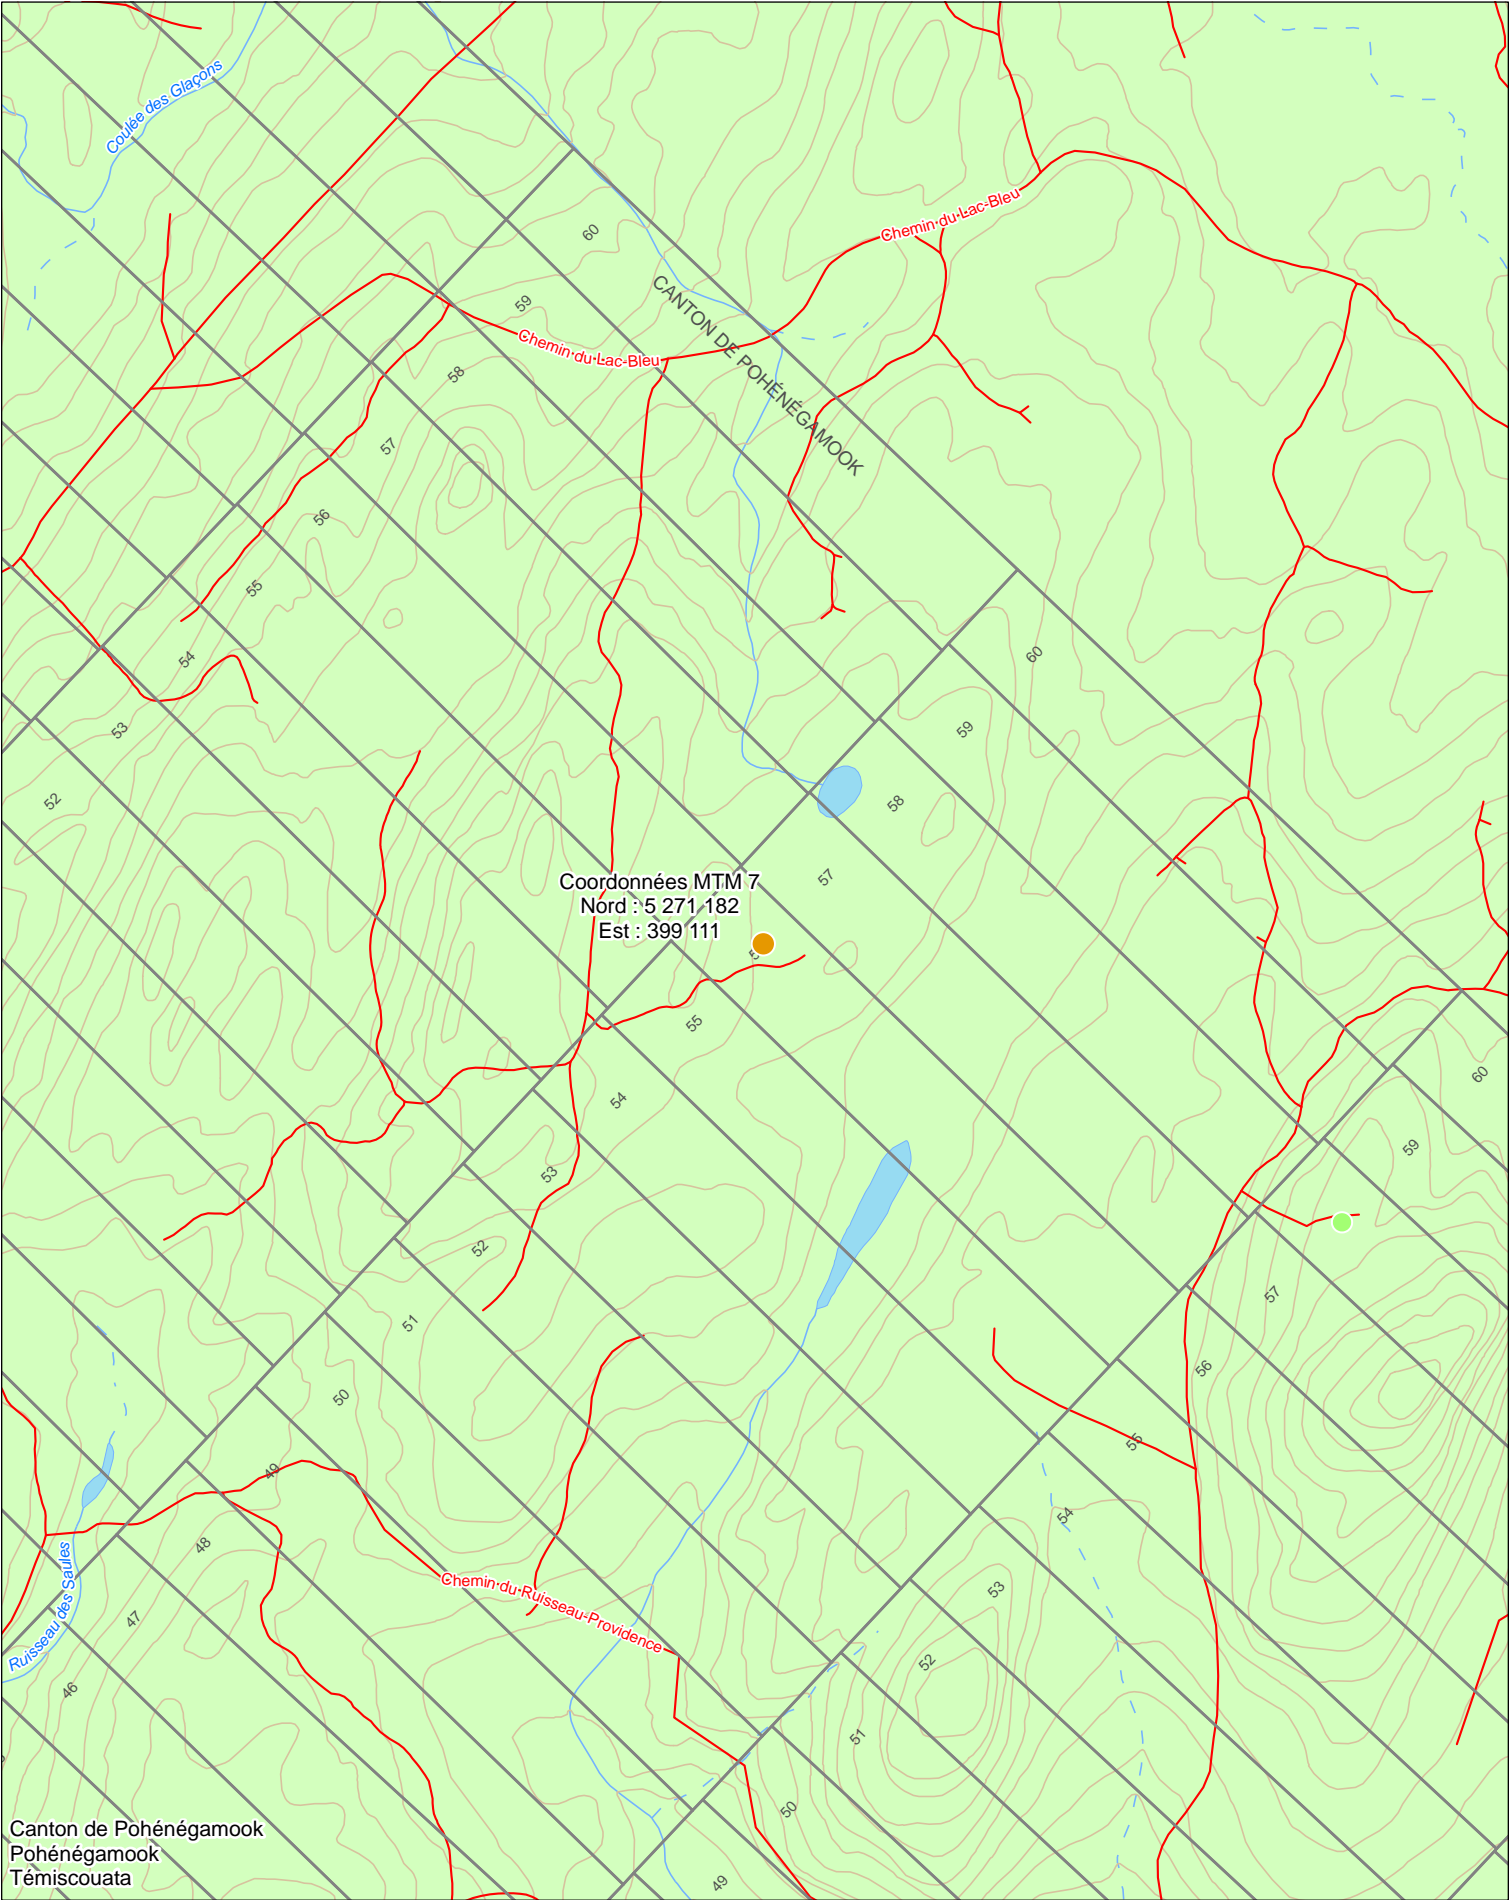 Coulée des Glaçons
Chemin du Lac-Bleu
60
CANTON DE POHÉNÉGAMOOK
59
Chemin du Lac-Bleu
58
57
56
55
54
53
52
60
59
58
57
Coordonnées MTM 7
Nord : 5 271 182
Est : 399 111
55
54
53
52
51
50
49
48
47
46
60
59
57
56
55
54
53
52
51
50
49
Chemin du Ruisseau-Providence
Ruisseau des Saules
Canton de Pohénégamook
Pohénégamook
Témiscouata